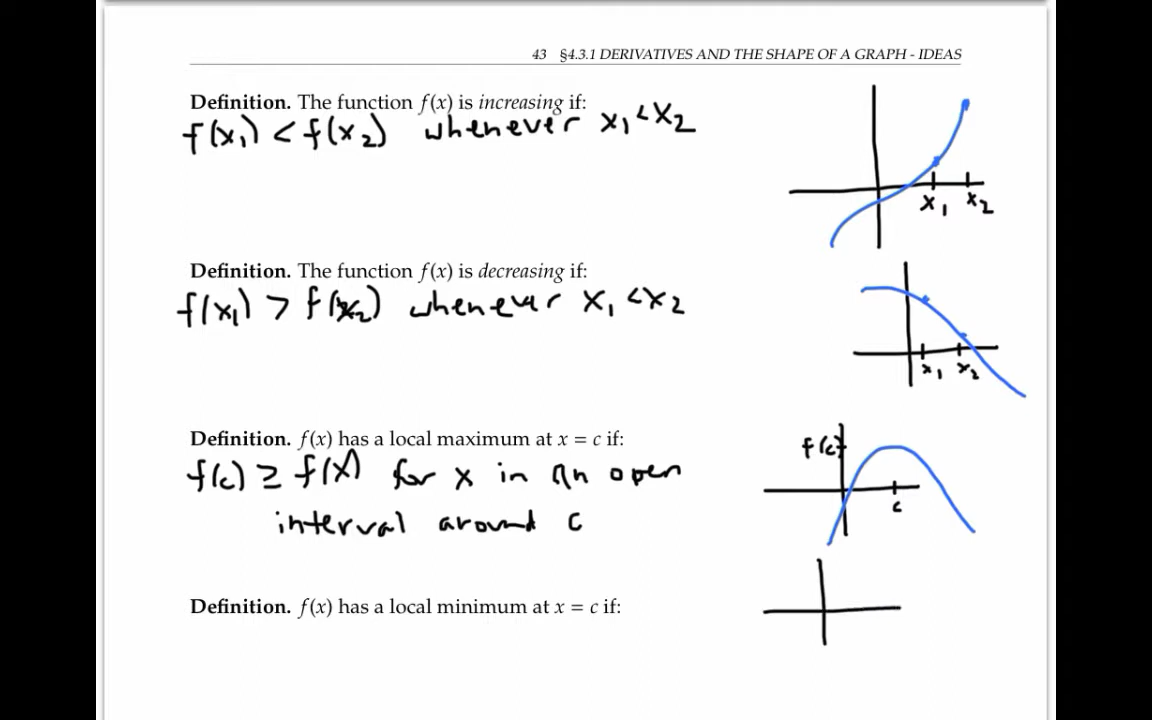 43 §4.3.1 DERIVATIVES AND THE SHAPE OF A GRAPH - IDEAS
Definition. The function f(x) is increasing if:
f(x₁) < f(x₂) whenever x₁ < x₂
x₁ x₂
Definition. The function f(x) is decreasing if:
f(x₁) > f(x₂) whenever x₁ < x₂
x₁ x₂
Definition. f(x) has a local maximum at x = c if:
f(c)
f(c) ≥ f(x) for x in an open
c
interval around c
Definition. f(x) has a local minimum at x = c if: